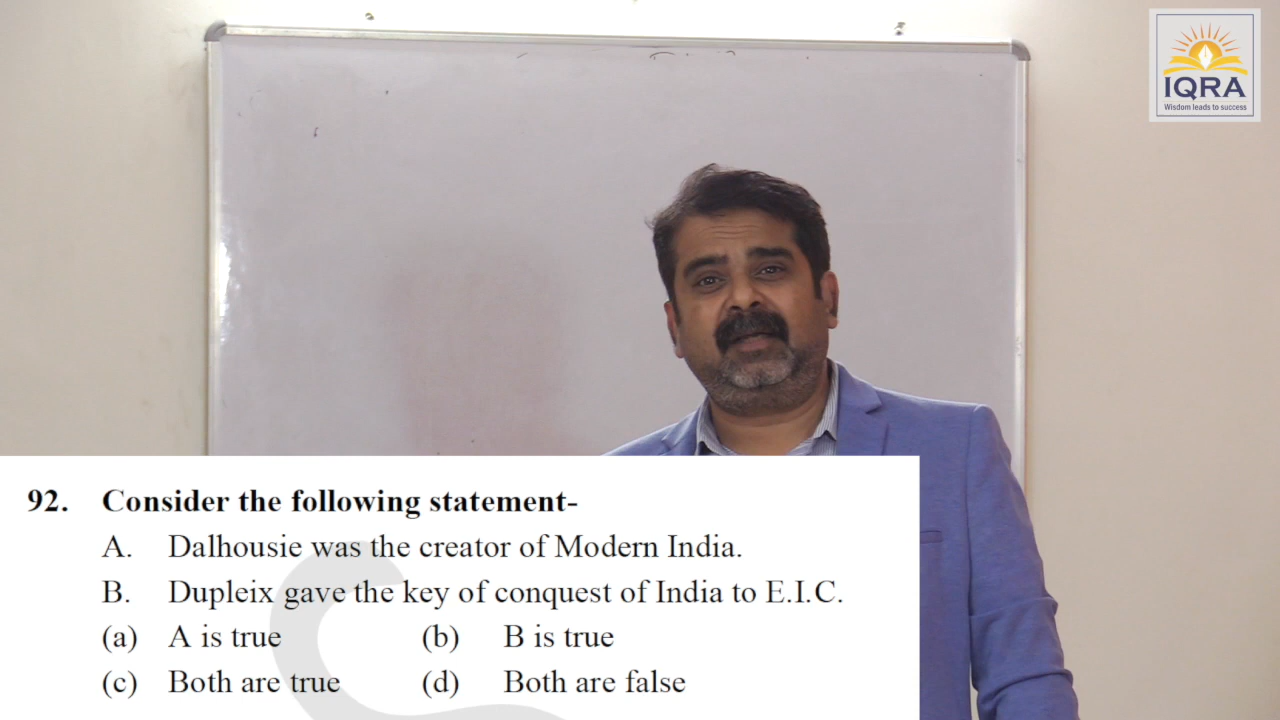 IQRA
Wisdom leads to success
92. Consider the following statement-
A. Dalhousie was the creator of Modern India.
B. Dupleix gave the key of conquest of India to E.I.C.
(a) A is true (b) B is true
(c) Both are true (d) Both are false